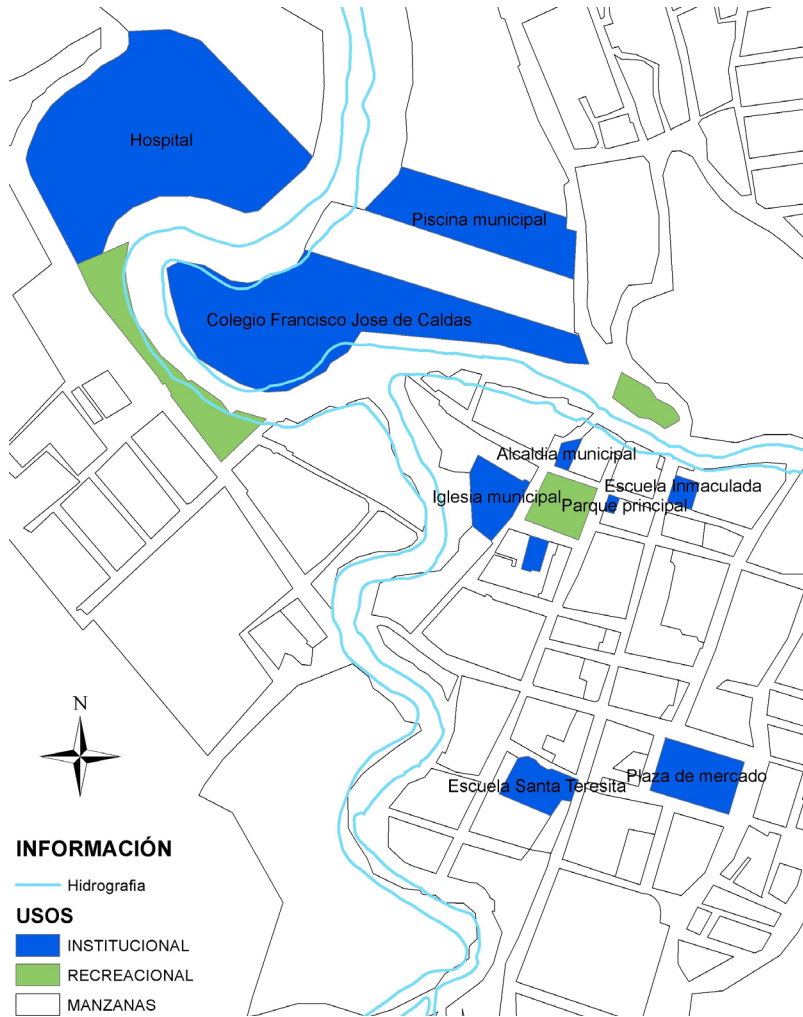 Hospital
Piscina municipal
Colegio Francisco Jose de Caldas
Alcaldía municipal
Escuela Inmaculada
Iglesia municipal
Parque principal
N
Plaza de mercado
Escuela Santa Teresita
INFORMACIÓN
Hidrografia
USOS
INSTITUCIONAL
RECREACIONAL
MANZANAS